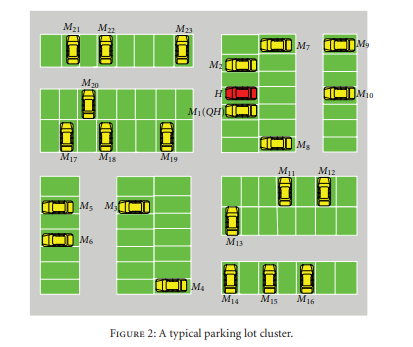 M21 M22 M23
M7 M9
M2
M20
H M10
M1(QH)
M17 M18 M19 M8
M11 M12
M5 M3
M13
M6
M4
M14 M15 M16
FIGURE 2: A typical parking lot cluster.